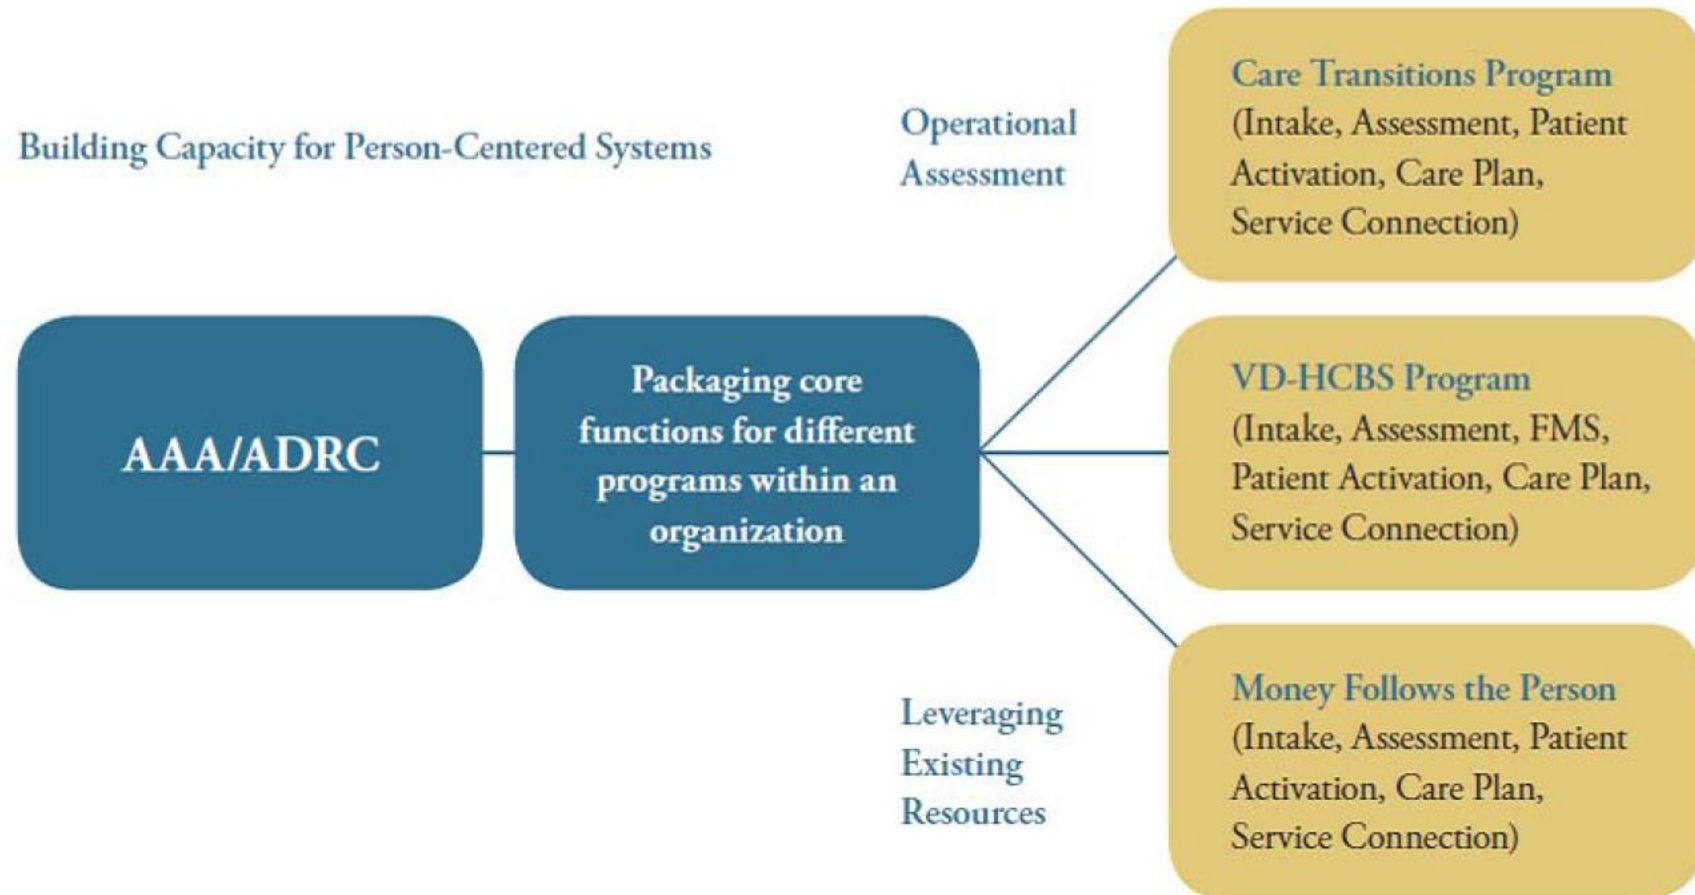 Building Capacity for Person-Centered Systems
Operational
Assessment
Care Transitions Program
(Intake, Assessment, Patient
Activation, Care Plan,
Service Connection)
AAA/ADRC
Packaging core
functions for different
programs within an
organization
VD-HCBS Program
(Intake, Assessment, FMS,
Patient Activation, Care Plan,
Service Connection)
Leveraging
Existing
Resources
Money Follows the Person
(Intake, Assessment, Patient
Activation, Care Plan,
Service Connection)